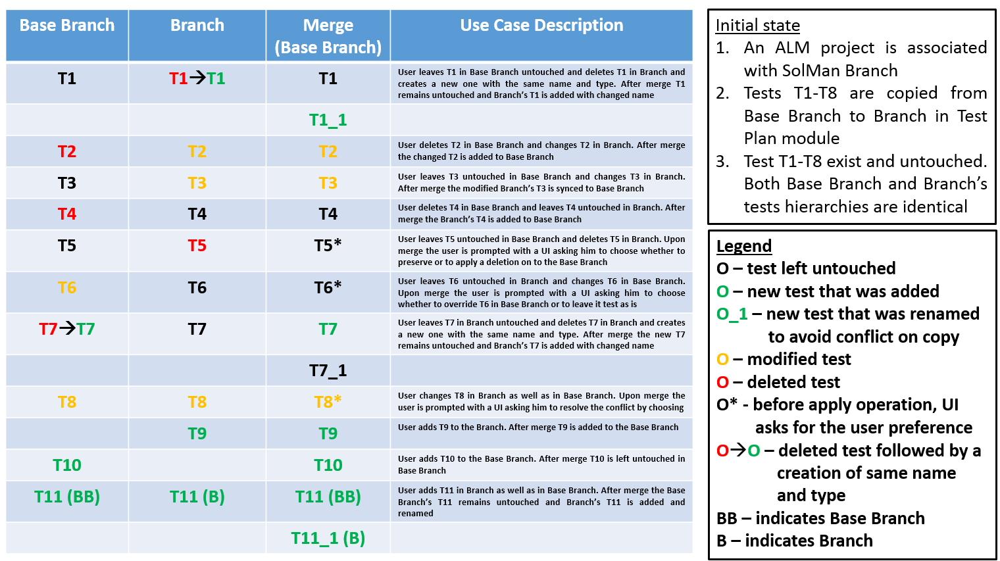 Base Branch Branch Merge (Base Branch) Use Case Description
T1 T1→T1 T1 User leaves T1 in Base Branch untouched and deletes T1 in Branch and
creates a new one with the same name and type. After merge T1
remains untouched and Branch's T1 is added with changed name
T1_1
T2 T2 T2 User deletes T2 in Base Branch and changes T2 in Branch. After merge
the changed T2 is added to Base Branch
T3 T3 T3 User leaves T3 untouched in Base Branch and changes T3 in Branch.
After merge the modified Branch's T3 is synced to Base Branch
T4 T4 T4 User deletes T4 in Base Branch and leaves T4 untouched in Branch. After
merge the Branch's T4 is added to Base Branch
T5 T5 T5* User leaves T5 untouched in Base Branch and deletes T5 in Branch. Upon
merge the user is prompted with a UI asking him to choose whether to
preserve or to apply a deletion on to the Base Branch
T6 T6 T6* User leaves T6 untouched in Branch and changes T6 in Base Branch.
Upon merge the user is prompted with a UI asking him to choose
whether to override T6 in Base Branch or to leave it test as is
T7→T7 T7 T7 User leaves T7 in Branch untouched and deletes T7 in Branch and creates
a new one with the same name and type. After merge the new T7
remains untouched and Branch's T7 is added with changed name
T7_1
T8 T8 T8* User changes T8 in Branch as well as in Base Branch. Upon merge the
user is prompted with a UI asking him to resolve the conflict by choosing
T9 T9 User adds T9 to the Branch. After merge T9 is added to the Base Branch
T10 T10 User adds T10 to the Base Branch. After merge T10 is left untouched in
Base Branch
T11 (BB) T11 (B) T11 (BB) User adds T11 in Branch as well as in Base Branch. After merge the Base
Branch's T11 remains untouched and Branch's T11 is added and
renamed
T11_1 (B)
Initial state
1. An ALM project is associated
with SolMan Branch
2. Tests T1-T8 are copied from
Base Branch to Branch in Test
Plan module
3. Test T1-T8 exist and untouched.
Both Base Branch and Branch's
tests hierarchies are identical
Legend
O – test left untouched
O – new test that was added
O_1 – new test that was renamed
to avoid conflict on copy
O – modified test
O – deleted test
O* - before apply operation, UI
asks for the user preference
O→O – deleted test followed by a
creation of same name
and type
BB – indicates Base Branch
B – indicates Branch